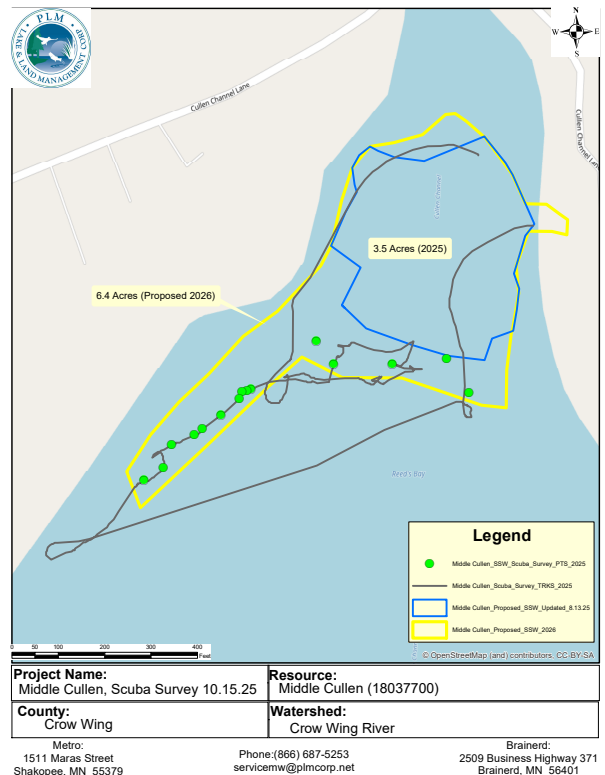 PLM
LAKE & LAND MANAGEMENT CORP
N
W
E
S
Cullen Channel Lane
Cullen Channel Lane
Cullen Channel
3.5 Acres (2025)
6.4 Acres (Proposed 2026)
Reed's Bay
Legend
Middle Cullen_SSW_Scuba_Survey_PTS_2025
Middle Cullen_Scuba_Survey_TRKS_2025
Middle Cullen_Proposed_SSW_Updated_8.13.25
Middle Cullen_Proposed_SSW_2026
0 50 100 200 300 400
Feet
© OpenStreetMap (and) contributors, CC-BY-SA
Project Name:
Middle Cullen, Scuba Survey 10.15.25
Resource:
Middle Cullen (18037700)
County:
Crow Wing
Watershed:
Crow Wing River
Metro:
1511 Maras Street
Shakopee, MN 55379
Phone:(866) 687-5253
servicemw@plmcorp.net
Brainerd:
2509 Business Highway 371
Brainerd, MN 56401